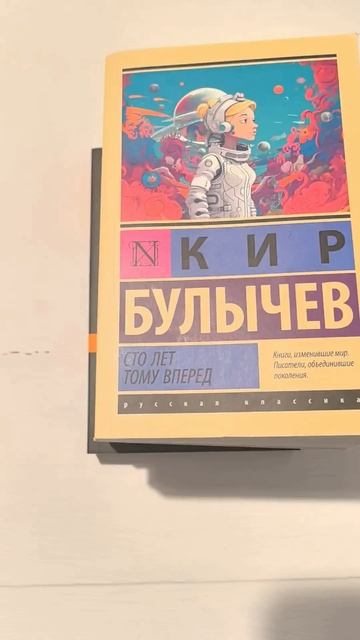 N КИР
БУЛЫЧЕВ
СТО ЛЕТ
ТОМУ ВПЕРЕД
Книги, изменившие мир.
Писатели, объединившие
поколения.
русская классика